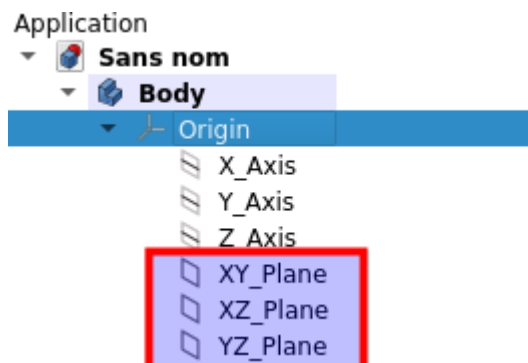 Application
Sans nom
Body
Origin
X_Axis
Y_Axis
Z_Axis
XY_Plane
XZ_Plane
YZ_Plane